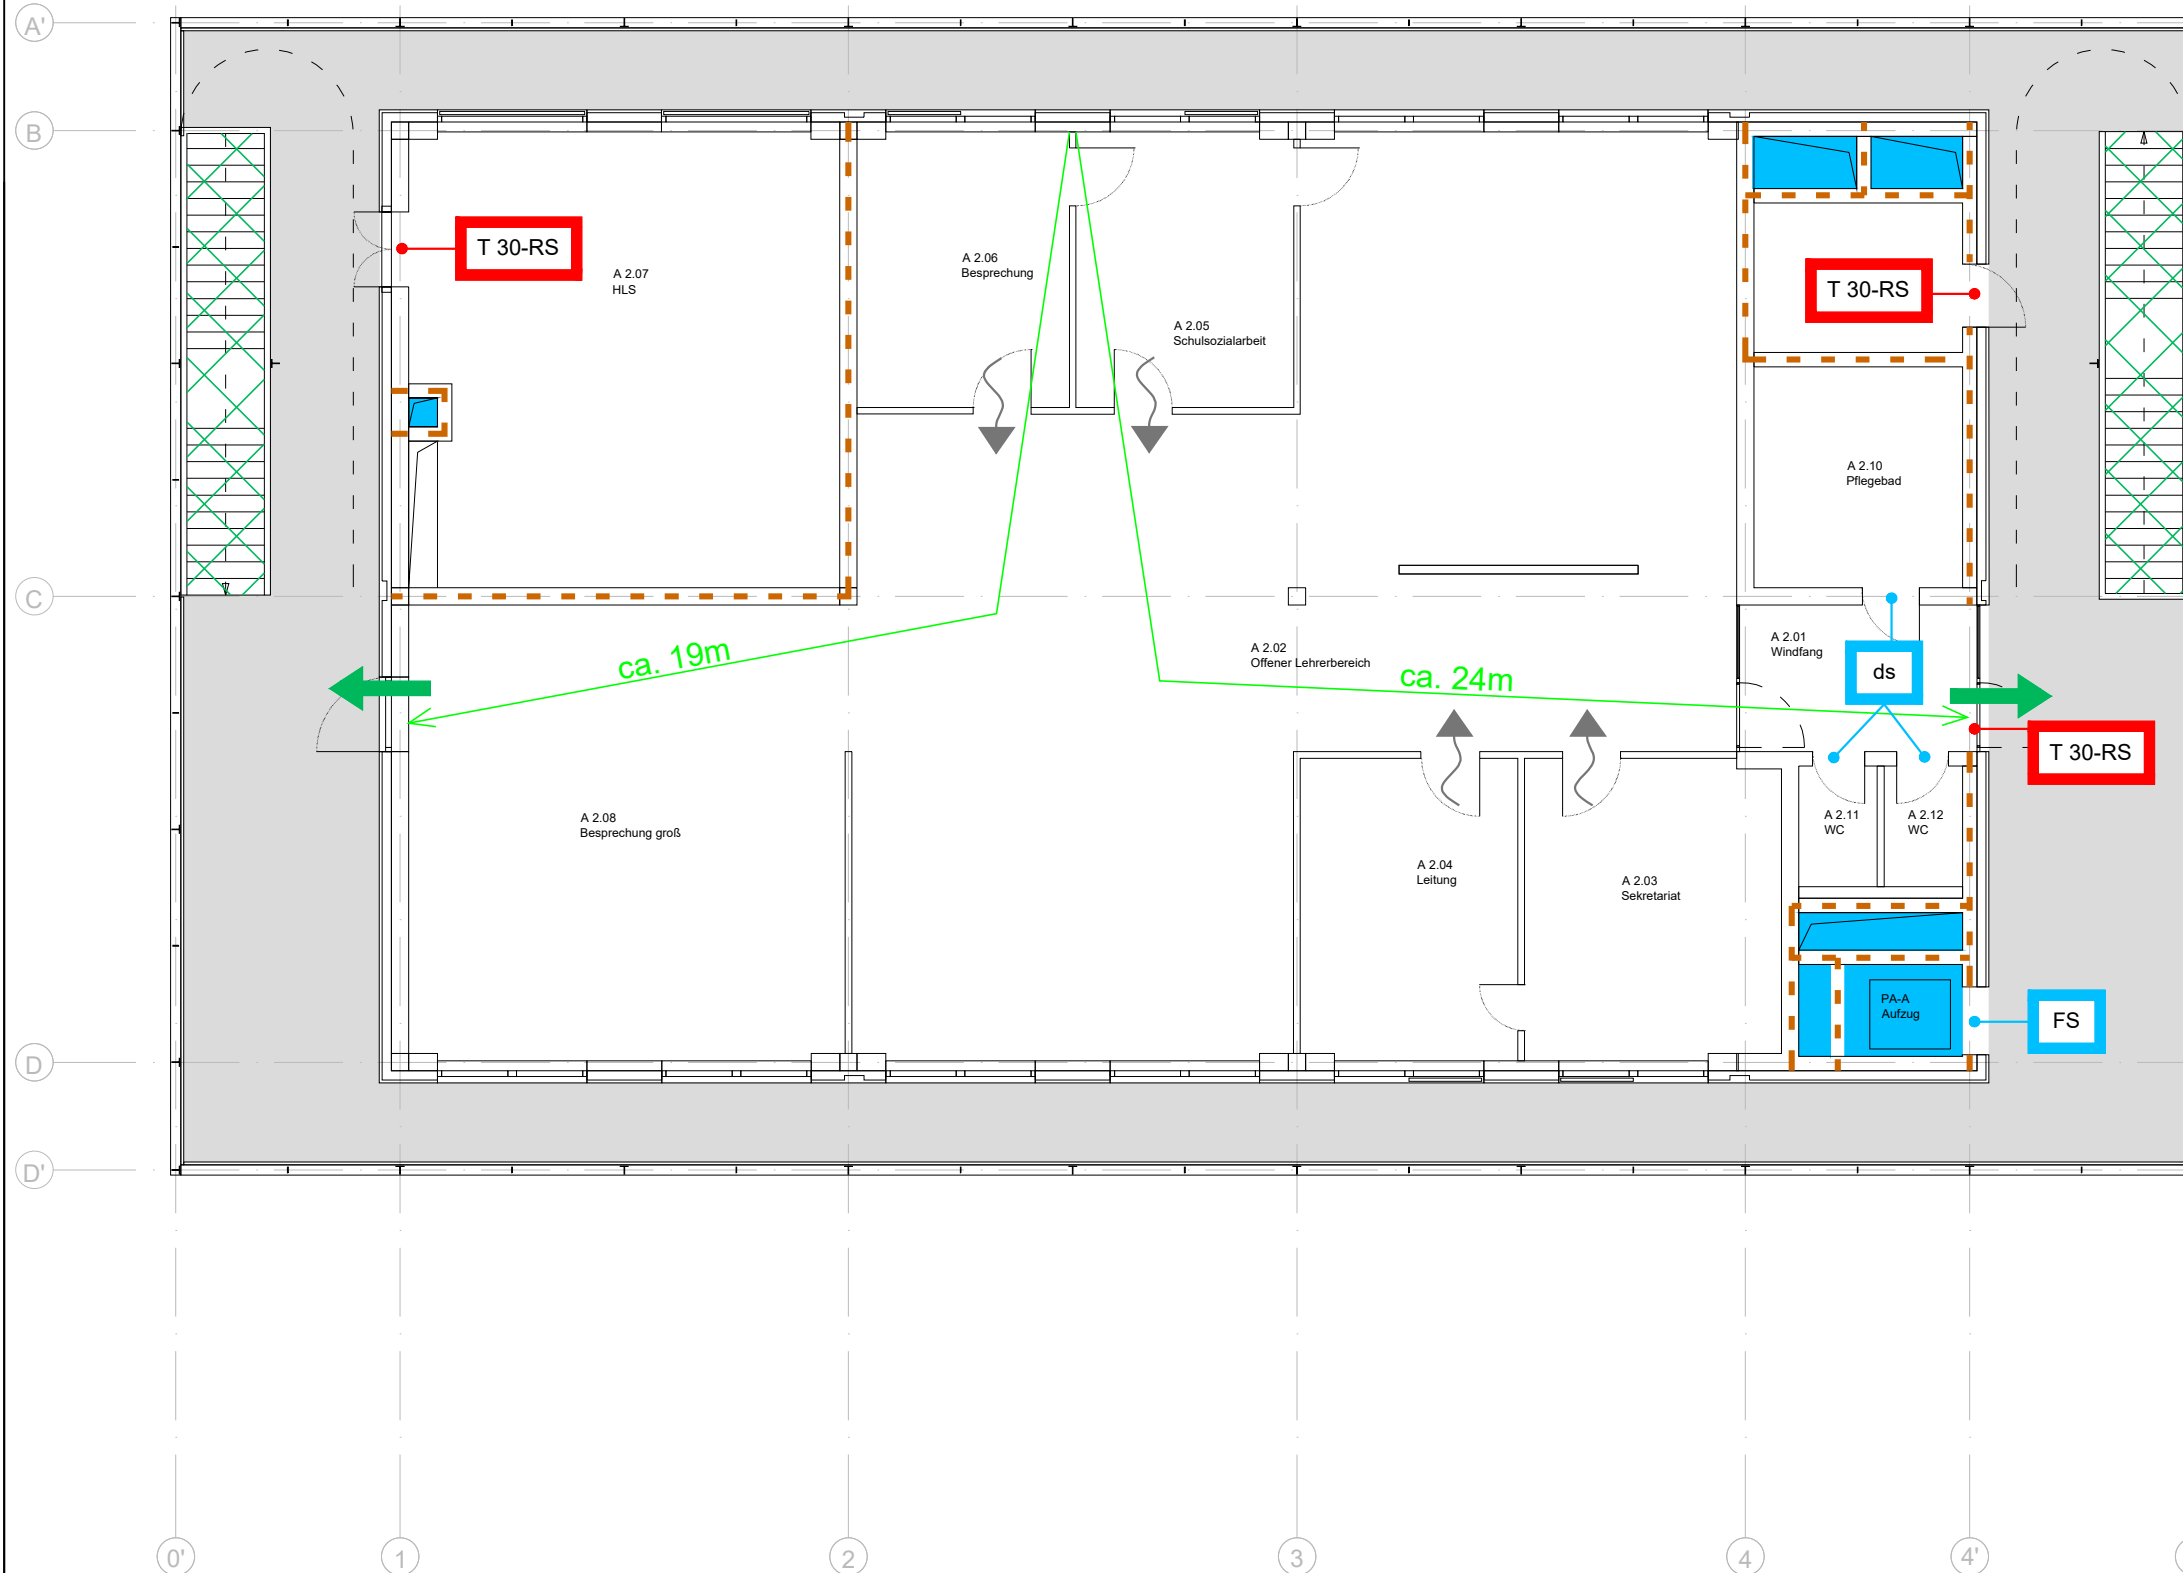 A'
B
T 30-RS
A 2.07
HLS
A 2.06
Besprechung
A 2.05
Schulsozialarbeit
T 30-RS
A 2.10
Pflegebad
C
ca. 19m
A 2.02
Offener Lehrerbereich
ca. 24m
A 2.01
Windfang
ds
T 30-RS
A 2.08
Besprechung groß
A 2.04
Leitung
A 2.03
Sekretariat
A 2.11
WC
A 2.12
WC
PA-A
Aufzug
FS
D
D'
0'
1
2
3
4
4'